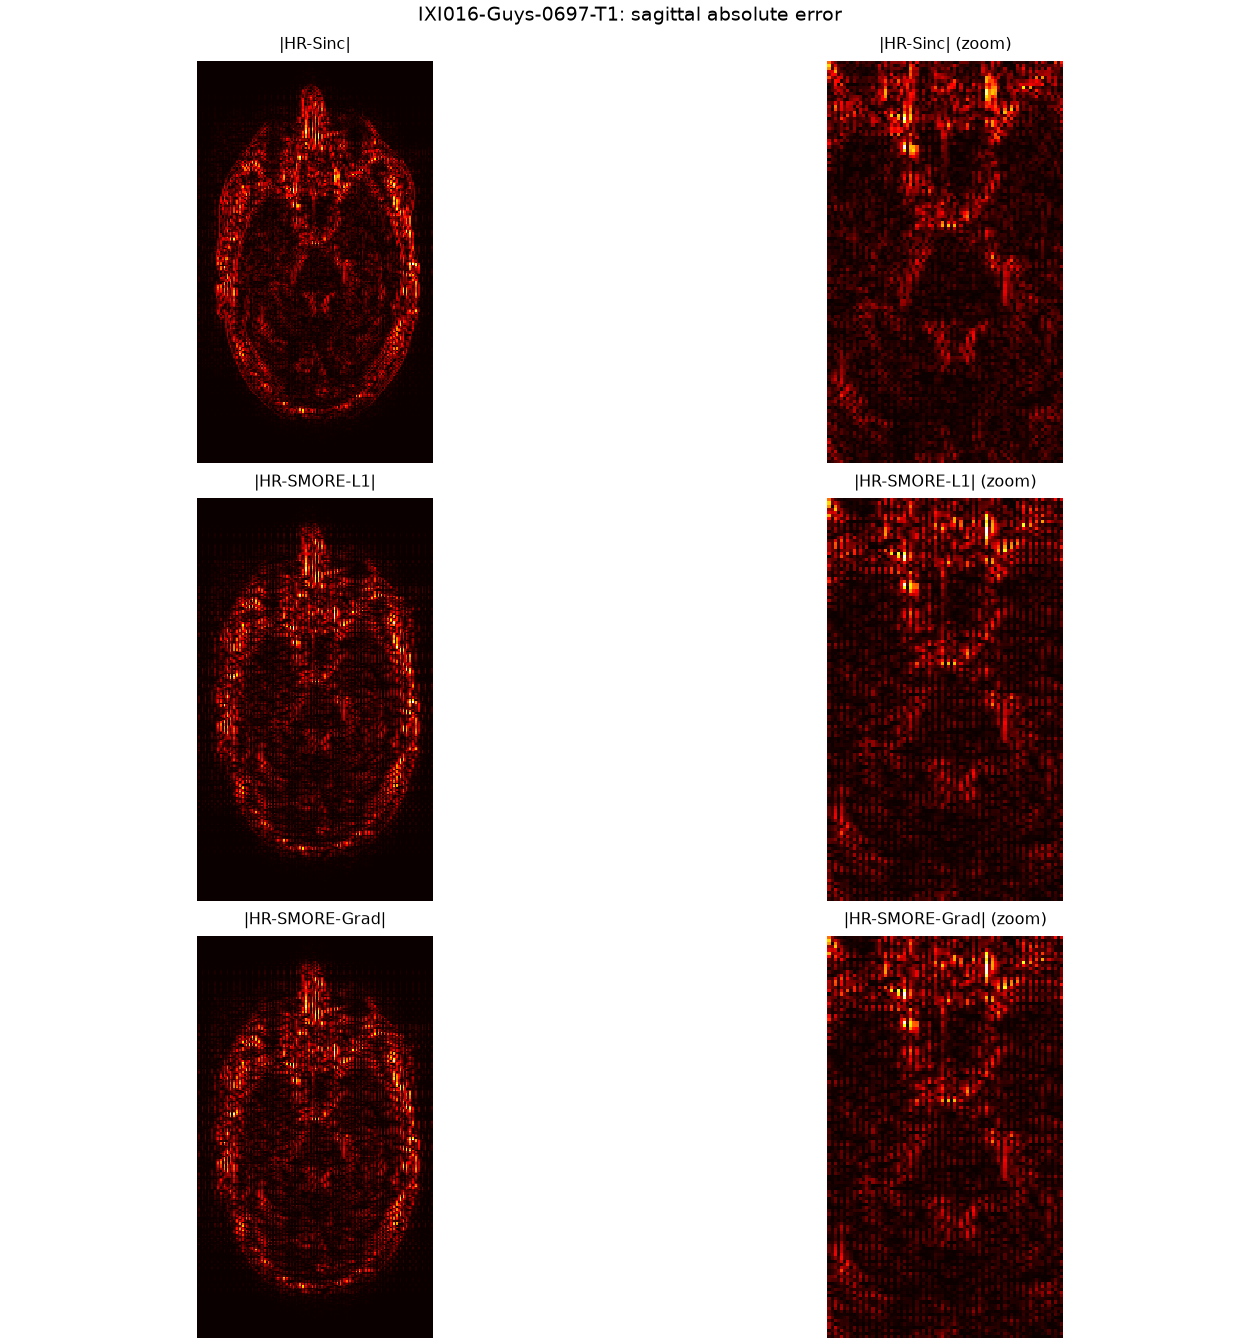 IXI016-Guys-0697-T1: sagittal absolute error
|HR-Sinc|
|HR-Sinc| (zoom)
|HR-SMORE-L1|
|HR-SMORE-L1| (zoom)
|HR-SMORE-Grad|
|HR-SMORE-Grad| (zoom)